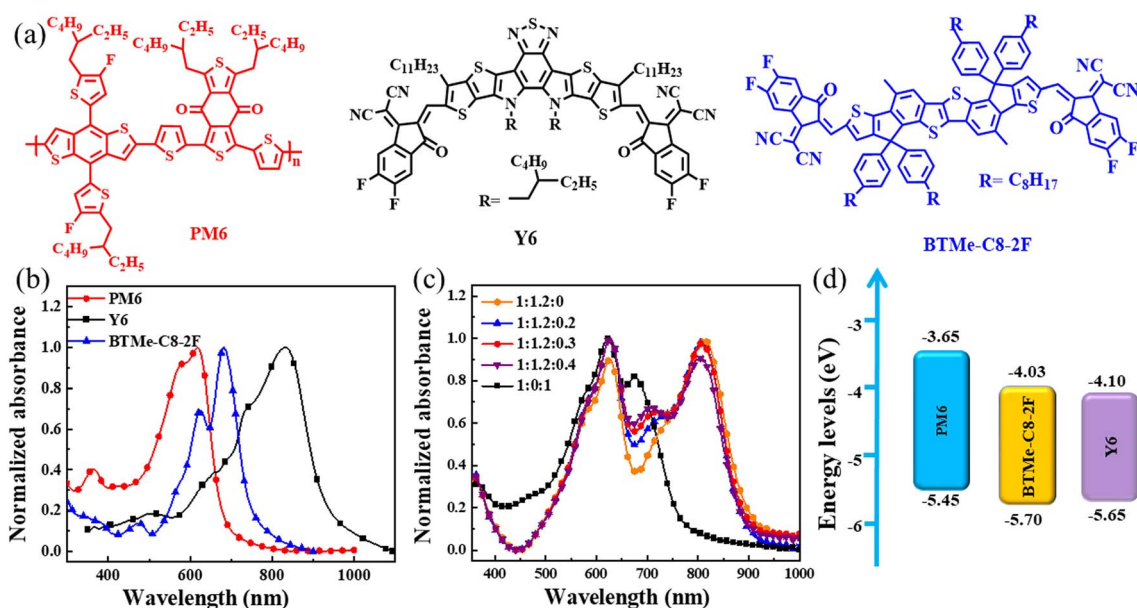 (a)
C4H9
C2H5
F
S
C2H5
C4H9
C2H5
C4H9
S
S
O
O
S
S
S
S
n
S
F
C4H9
C2H5
PM6
S
N
N
C11H23
C11H23
S
S
S
S
NC
CN
N
N
R
R
O
O
CN
NC
F
F
F
F
C4H9
C2H5
R=
Y6
R
R
F
F
O
NC
CN
S
S
S
S
NC
CN
O
F
F
R
R
R= C8H17
BTMe-C8-2F
(b)
PM6
Y6
BTMe-C8-2F
Normalized absorbance
1.2
1.0
0.8
0.6
0.4
0.2
0.0
400 500 600 700 800 900 1000
Wavelength (nm)
(c)
1:1.2:0
1:1.2:0.2
1:1.2:0.3
1:1.2:0.4
1:0:1
Normalized absorbance
1.2
1.0
0.8
0.6
0.4
0.2
0.0
400 500 600 700 800 900 1000
Wavelength (nm)
(d)
Energy levels (eV)
-3
-4
-5
-6
-3.65
PM6
-5.45
-4.03
BTMe-C8-2F
-5.70
-4.10
Y6
-5.65